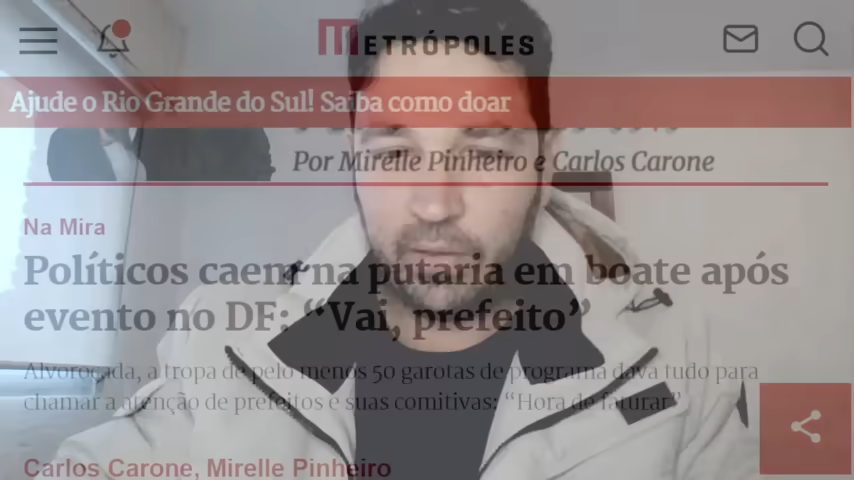 METRÓPOLES
Ajude o Rio Grande do Sul! Saiba como doar
Por Mirelle Pinheiro e Carlos Carone
Na Mira
Políticos caem na putaria em boate após
evento no DF: “Vai, prefeito”
Alvoroçada, a tropa de pelo menos 50 garotas de programa dava tudo para
chamar a atenção de prefeitos e suas comitivas: “Hora de faturar”
Carlos Carone, Mirelle Pinheiro